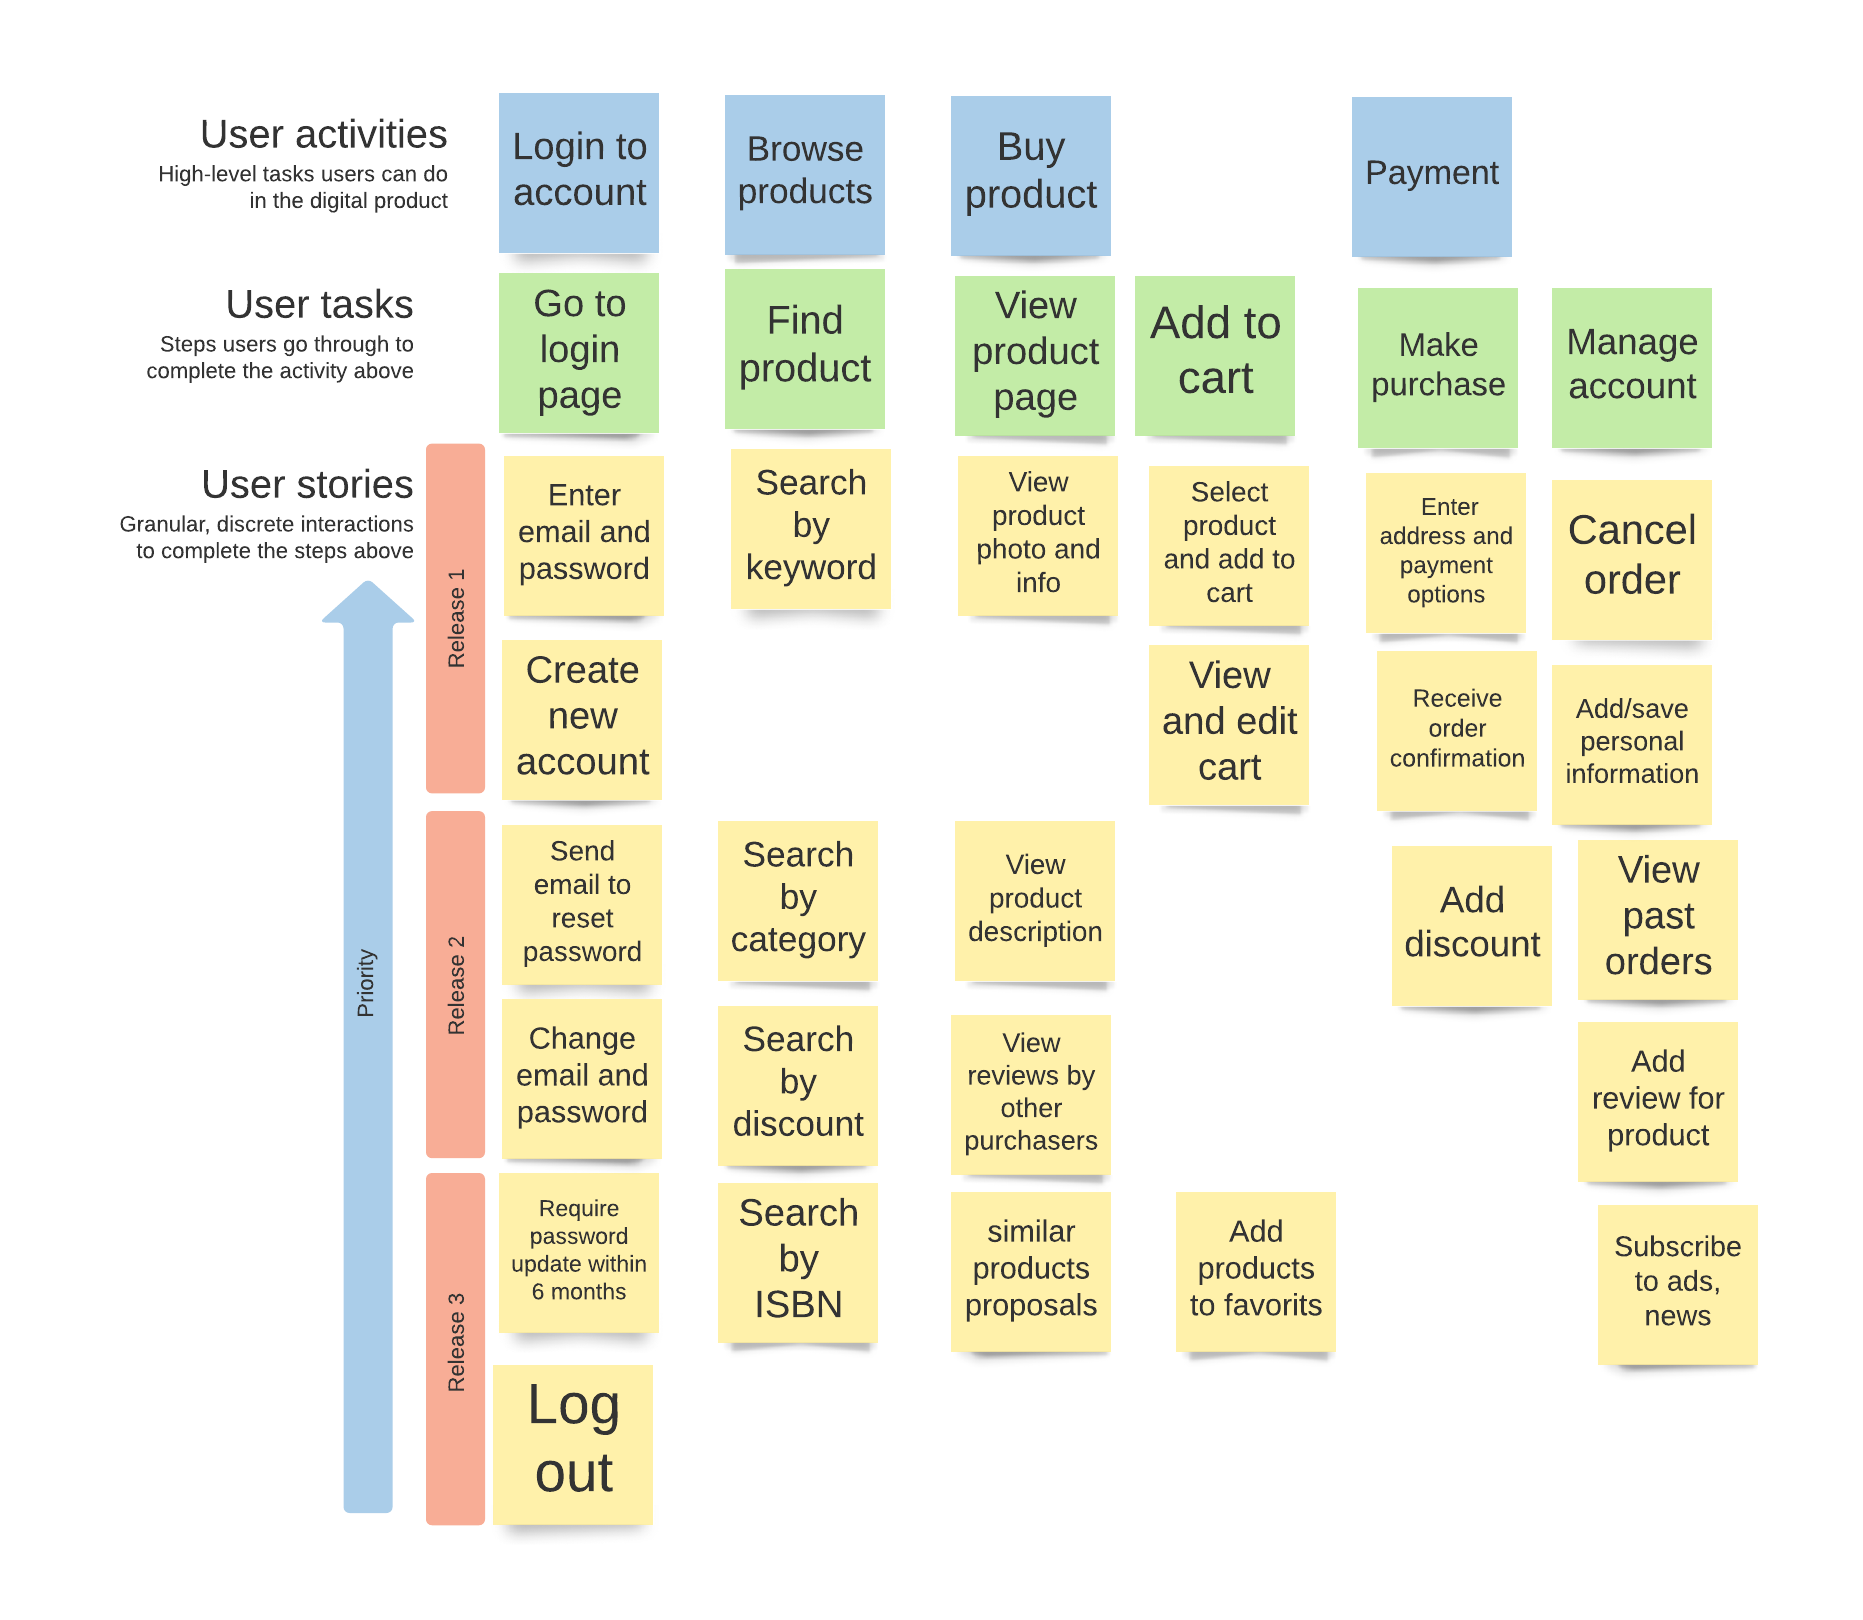 User activities
High-level tasks users can do
in the digital product
Login to
account
Browse
products
Buy
product
Payment
User tasks
Steps users go through to
complete the activity above
Go to
login
page
Find
product
View
product
page
Add to
cart
Make
purchase
Manage
account
User stories
Granular, discrete interactions
to complete the steps above
Priority
Release 1
Enter
email and
password
Search
by
keyword
View
product
photo and
info
Select
product
and add to
cart
Enter
address and
payment
options
Cancel
order
Create
new
account
View
and edit
cart
Receive
order
confirmation
Add/save
personal
information
Release 2
Send
email to
reset
password
Search
by
category
View
product
description
Add
discount
View
past
orders
Change
email and
password
Search
by
discount
View
reviews by
other
purchasers
Add
review for
product
Release 3
Require
password
update within
6 months
Search
by
ISBN
similar
products
proposals
Add
products
to favorits
Subscribe
to ads,
news
Log
out